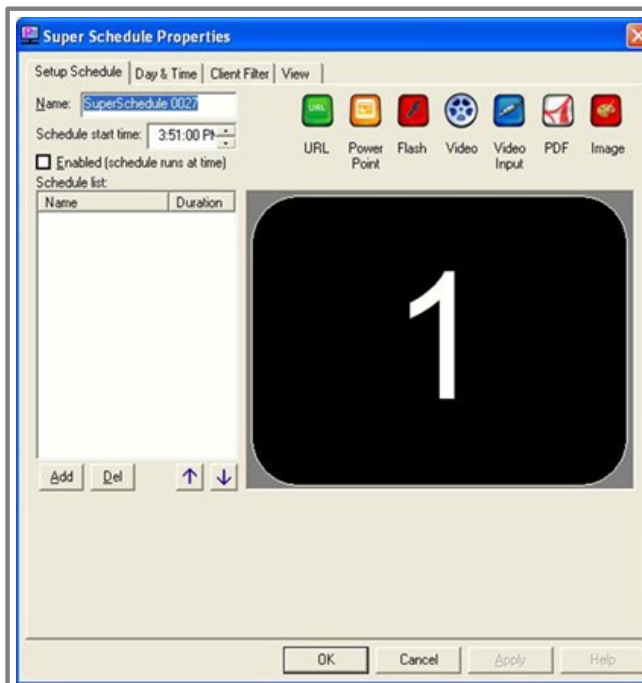 Super Schedule Properties
Setup Schedule Day & Time Client Filter View
Name: SuperSchedule 0027
Schedule start time: 3:51:00 PM
Enabled (schedule runs at time)
Schedule list:
Name Duration
URL
URL Power Point Flash Video Video Input PDF Image
1
Add Del
OK Cancel Apply Help